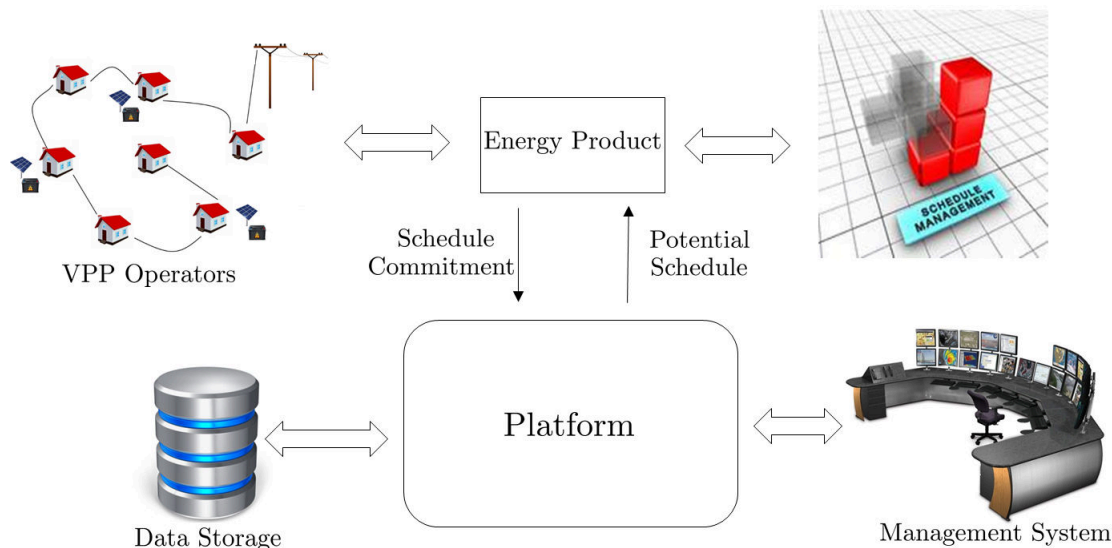 Energy Product
SCHEDULE
MANAGEMENT
Schedule
Commitment
Potential
Schedule
VPP Operators
Platform
Data Storage
Management System